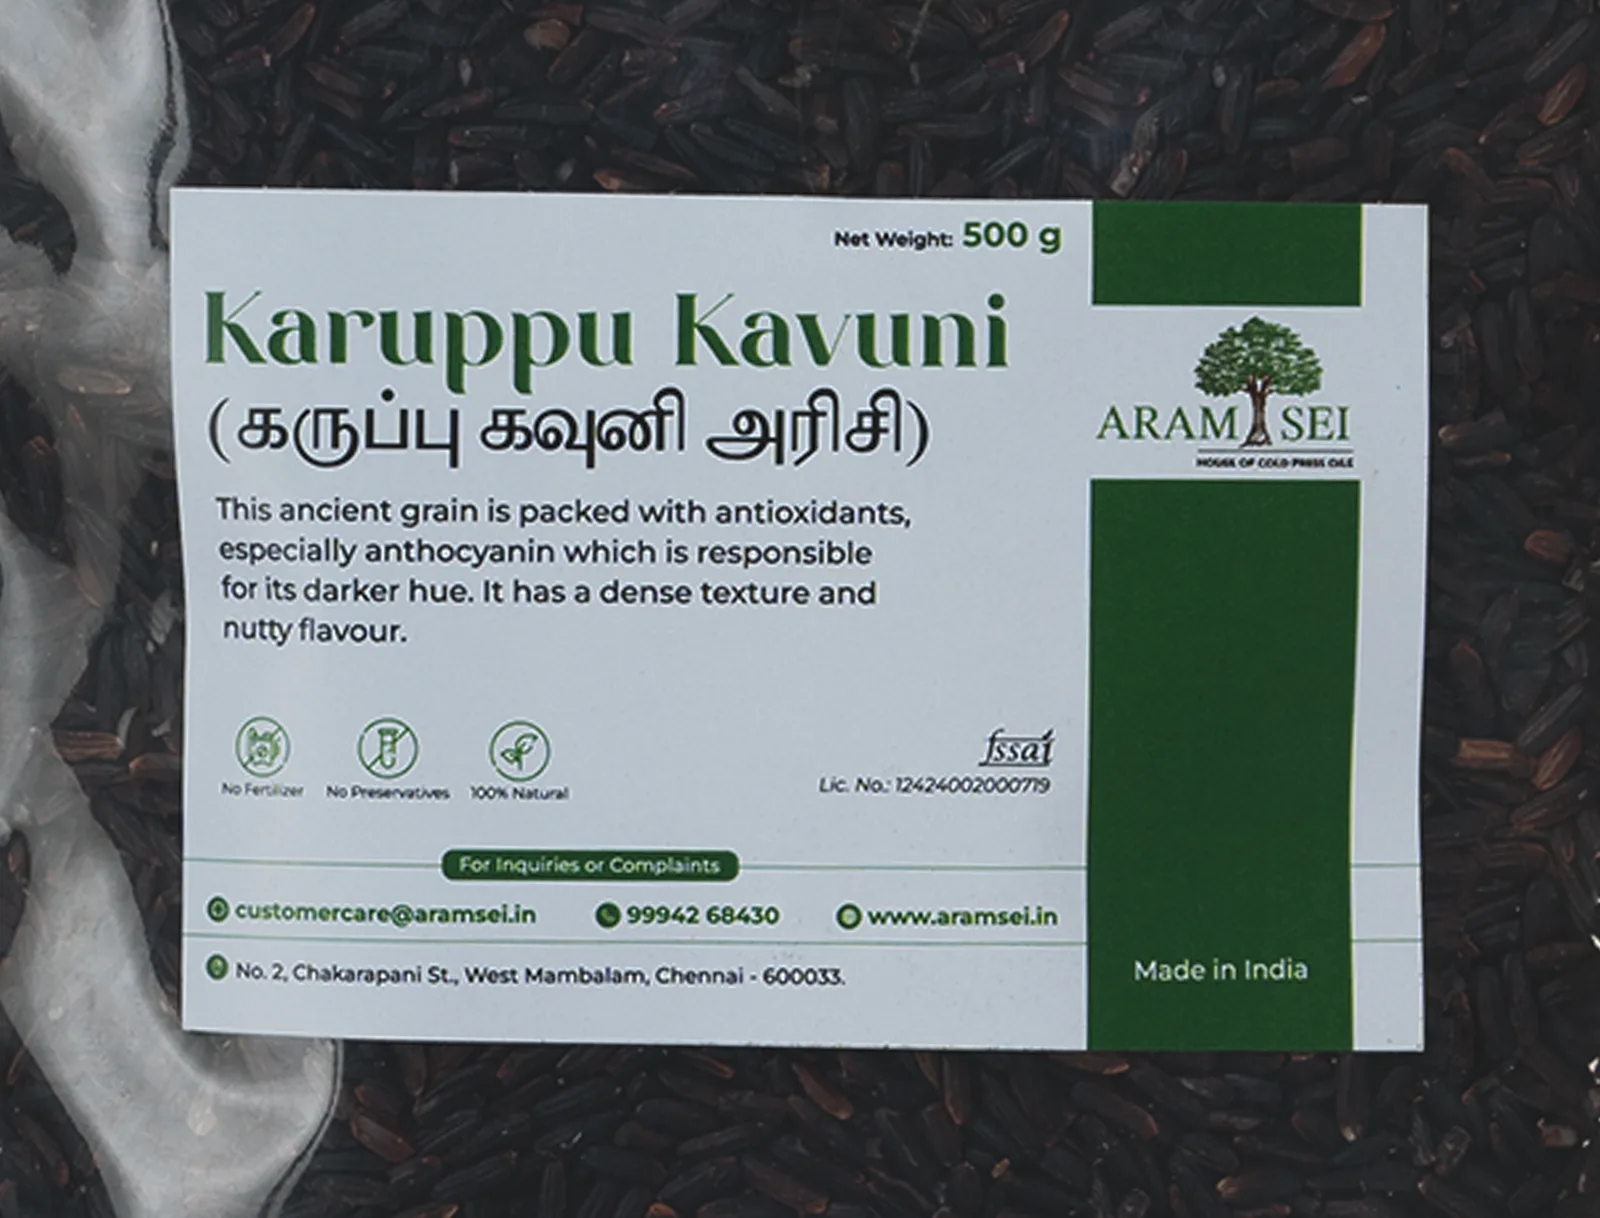 Net Weight: 500 g
Karuppu Kavuni
(கருப்பு கவுனி அரிசி)
This ancient grain is packed with antioxidants,
especially anthocyanin which is responsible
for its darker hue. It has a dense texture and
nutty flavour.
No Fertilizer
No Preservatives
100% Natural
fssai
Lic. No.: 12424002000719
For Inquiries or Complaints
customercare@aramsei.in
99942 68430
www.aramsei.in
No. 2, Chakarapani St., West Mambalam, Chennai - 600033.
ARAM SEI
HOUSE OF COLD PRESS OILS
Made in India